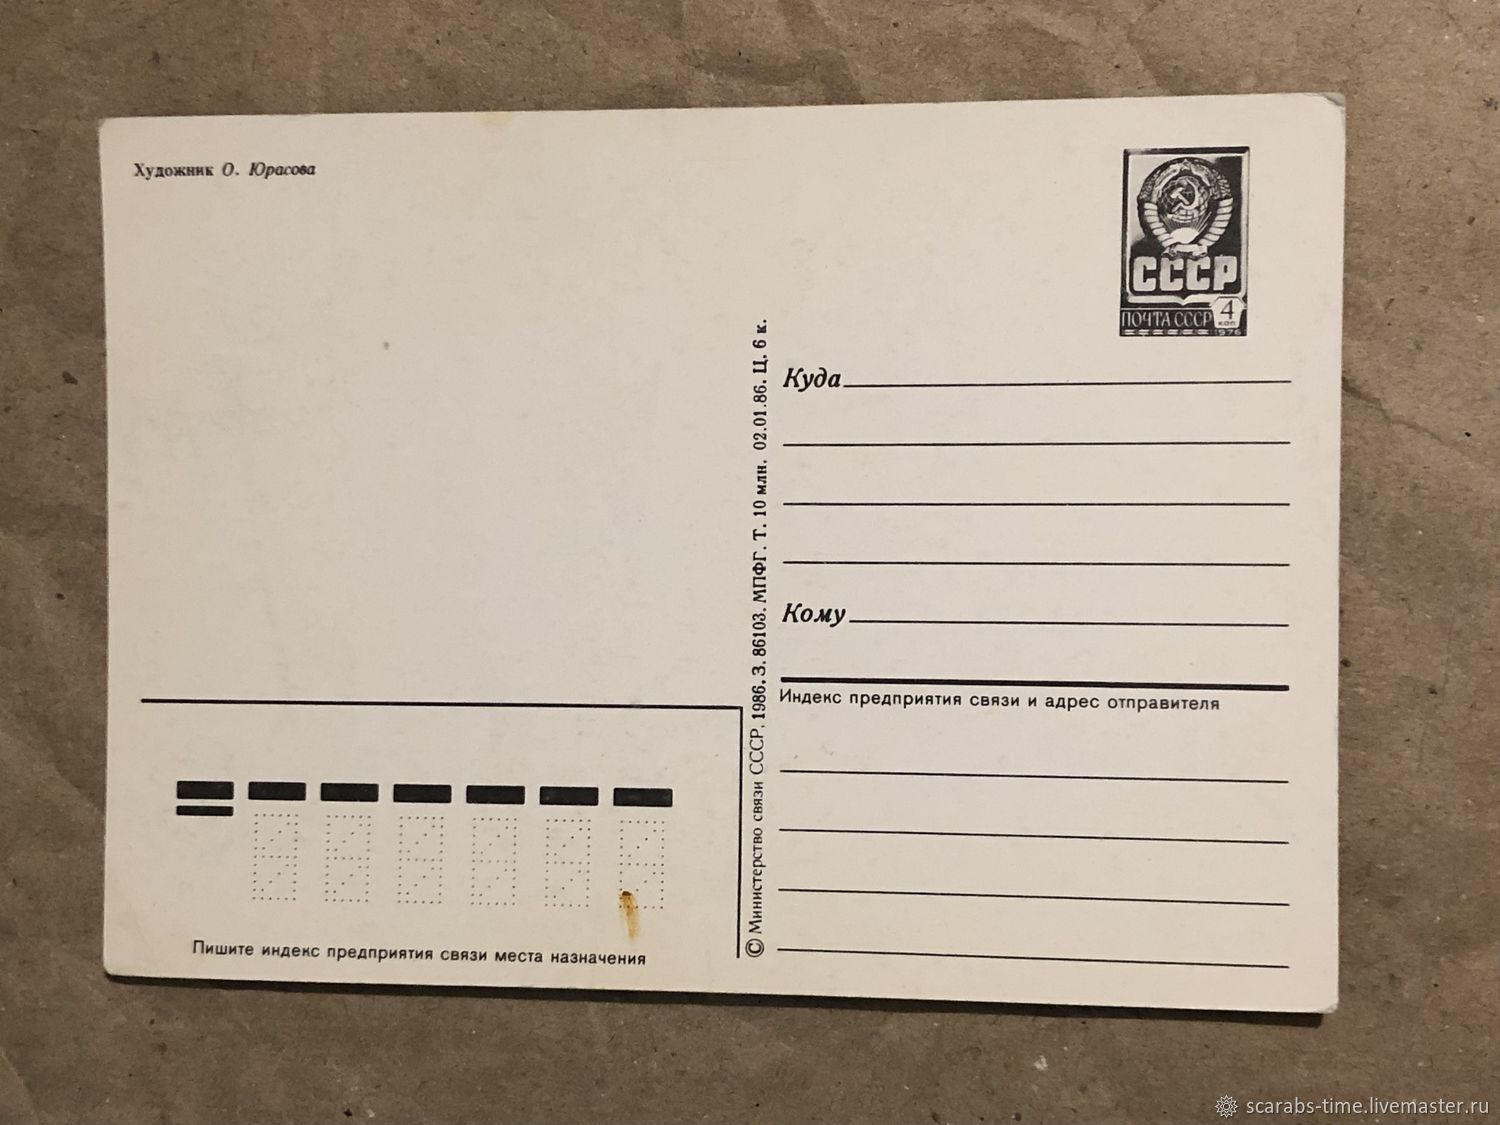 Художник О. Юрасова
СССР
ПОЧТА СССР 4
коп
1976
Куда
Кому
Индекс предприятия связи и адрес отправителя
© Министерство связи СССР, 1986. З. 86103. МПФГ. Т. 10 млн. 02.01.86. Ц. 6 к.
Пишите индекс предприятия связи места назначения
scarabs-time.livemaster.ru